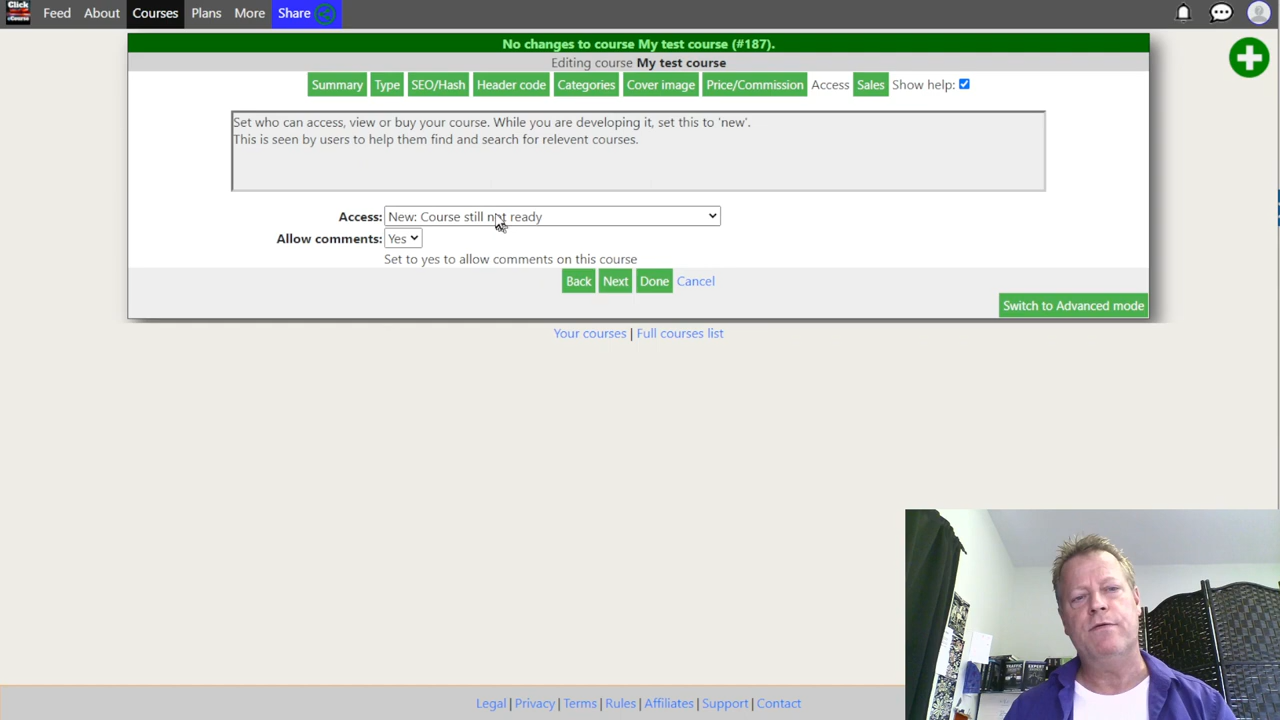 Click
eCourse
Feed About Courses Plans More Share
No changes to course My test course (#187).
Editing course My test course
Summary Type SEO/Hash Header code Categories Cover image Price/Commission Access Sales Show help:
Set who can access, view or buy your course. While you are developing it, set this to 'new'.
This is seen by users to help them find and search for relevent courses.
Access: New: Course still not ready
Allow comments: Yes
Set to yes to allow comments on this course
Back Next Done Cancel
Switch to Advanced mode
Your courses | Full courses list
TRAFFIC
EXPERT
Legal | Privacy | Terms | Rules | Affiliates | Support | Contact